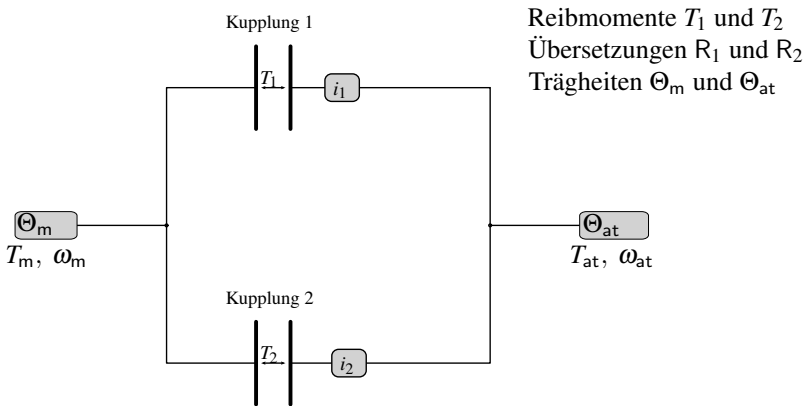 Kupplung 1
Reibmomente T₁ und T₂
Übersetzungen R₁ und R₂
Trägheiten Θₘ und Θₐₜ
T₁
i₁
Θₘ
Tₘ, ωₘ
Θₐₜ
Tₐₜ, ωₐₜ
Kupplung 2
T₂
i₂